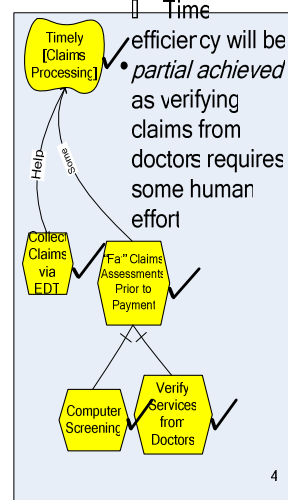 Time
efficiency will be
• partial achieved
as verifying
claims from
doctors requires
some human
effort
Timely
[Claims
Processing]
Help
Some
Collect
Claims
via
EDT
"Fa:" Claims
Assessments
Prior to
Payment
Computer
Screening
Verify
Services
from
Doctors
4